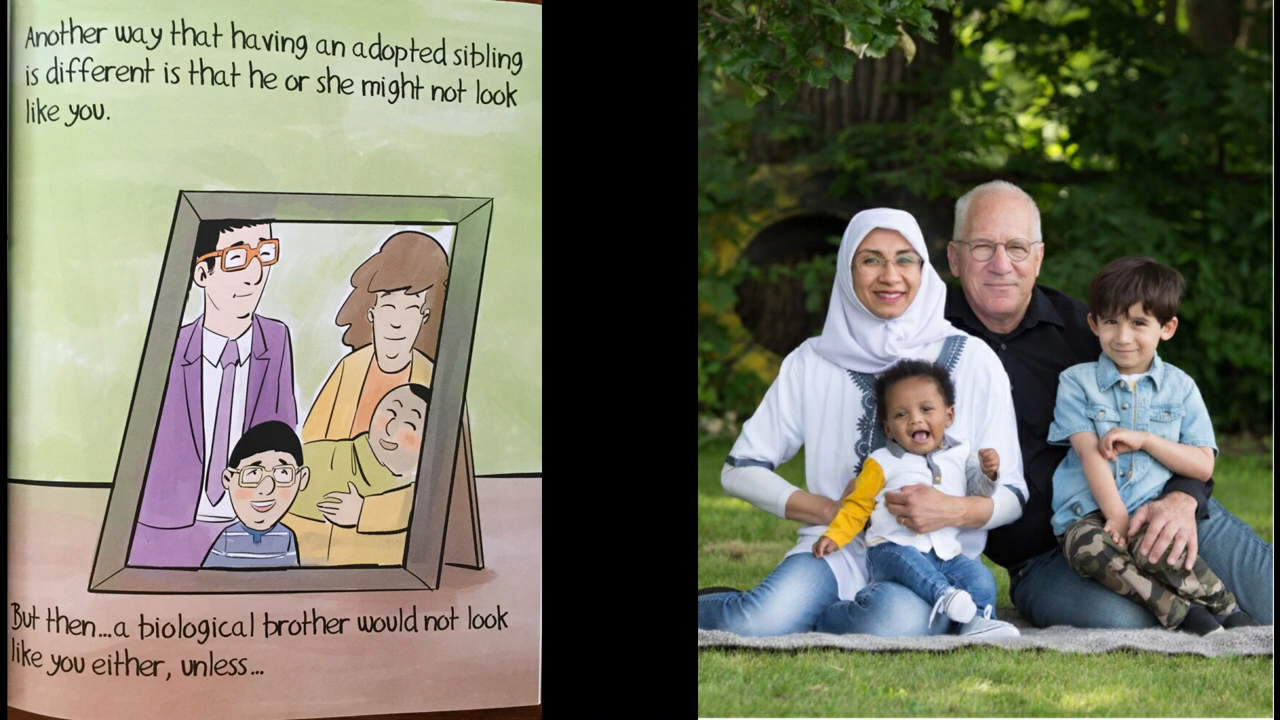 Another way that having an adopted sibling
is different is that he or she might not look
like you.
But then...a biological brother would not look
like you either, unless...